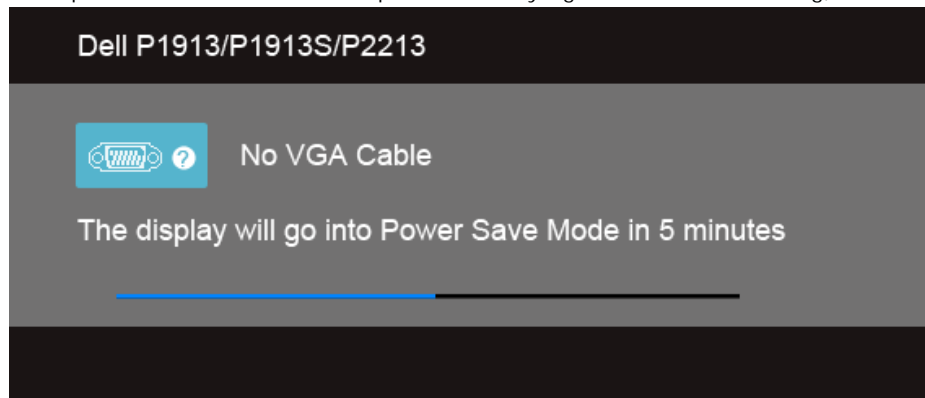 Dell P1913/P1913S/P2213
No VGA Cable
The display will go into Power Save Mode in 5 minutes